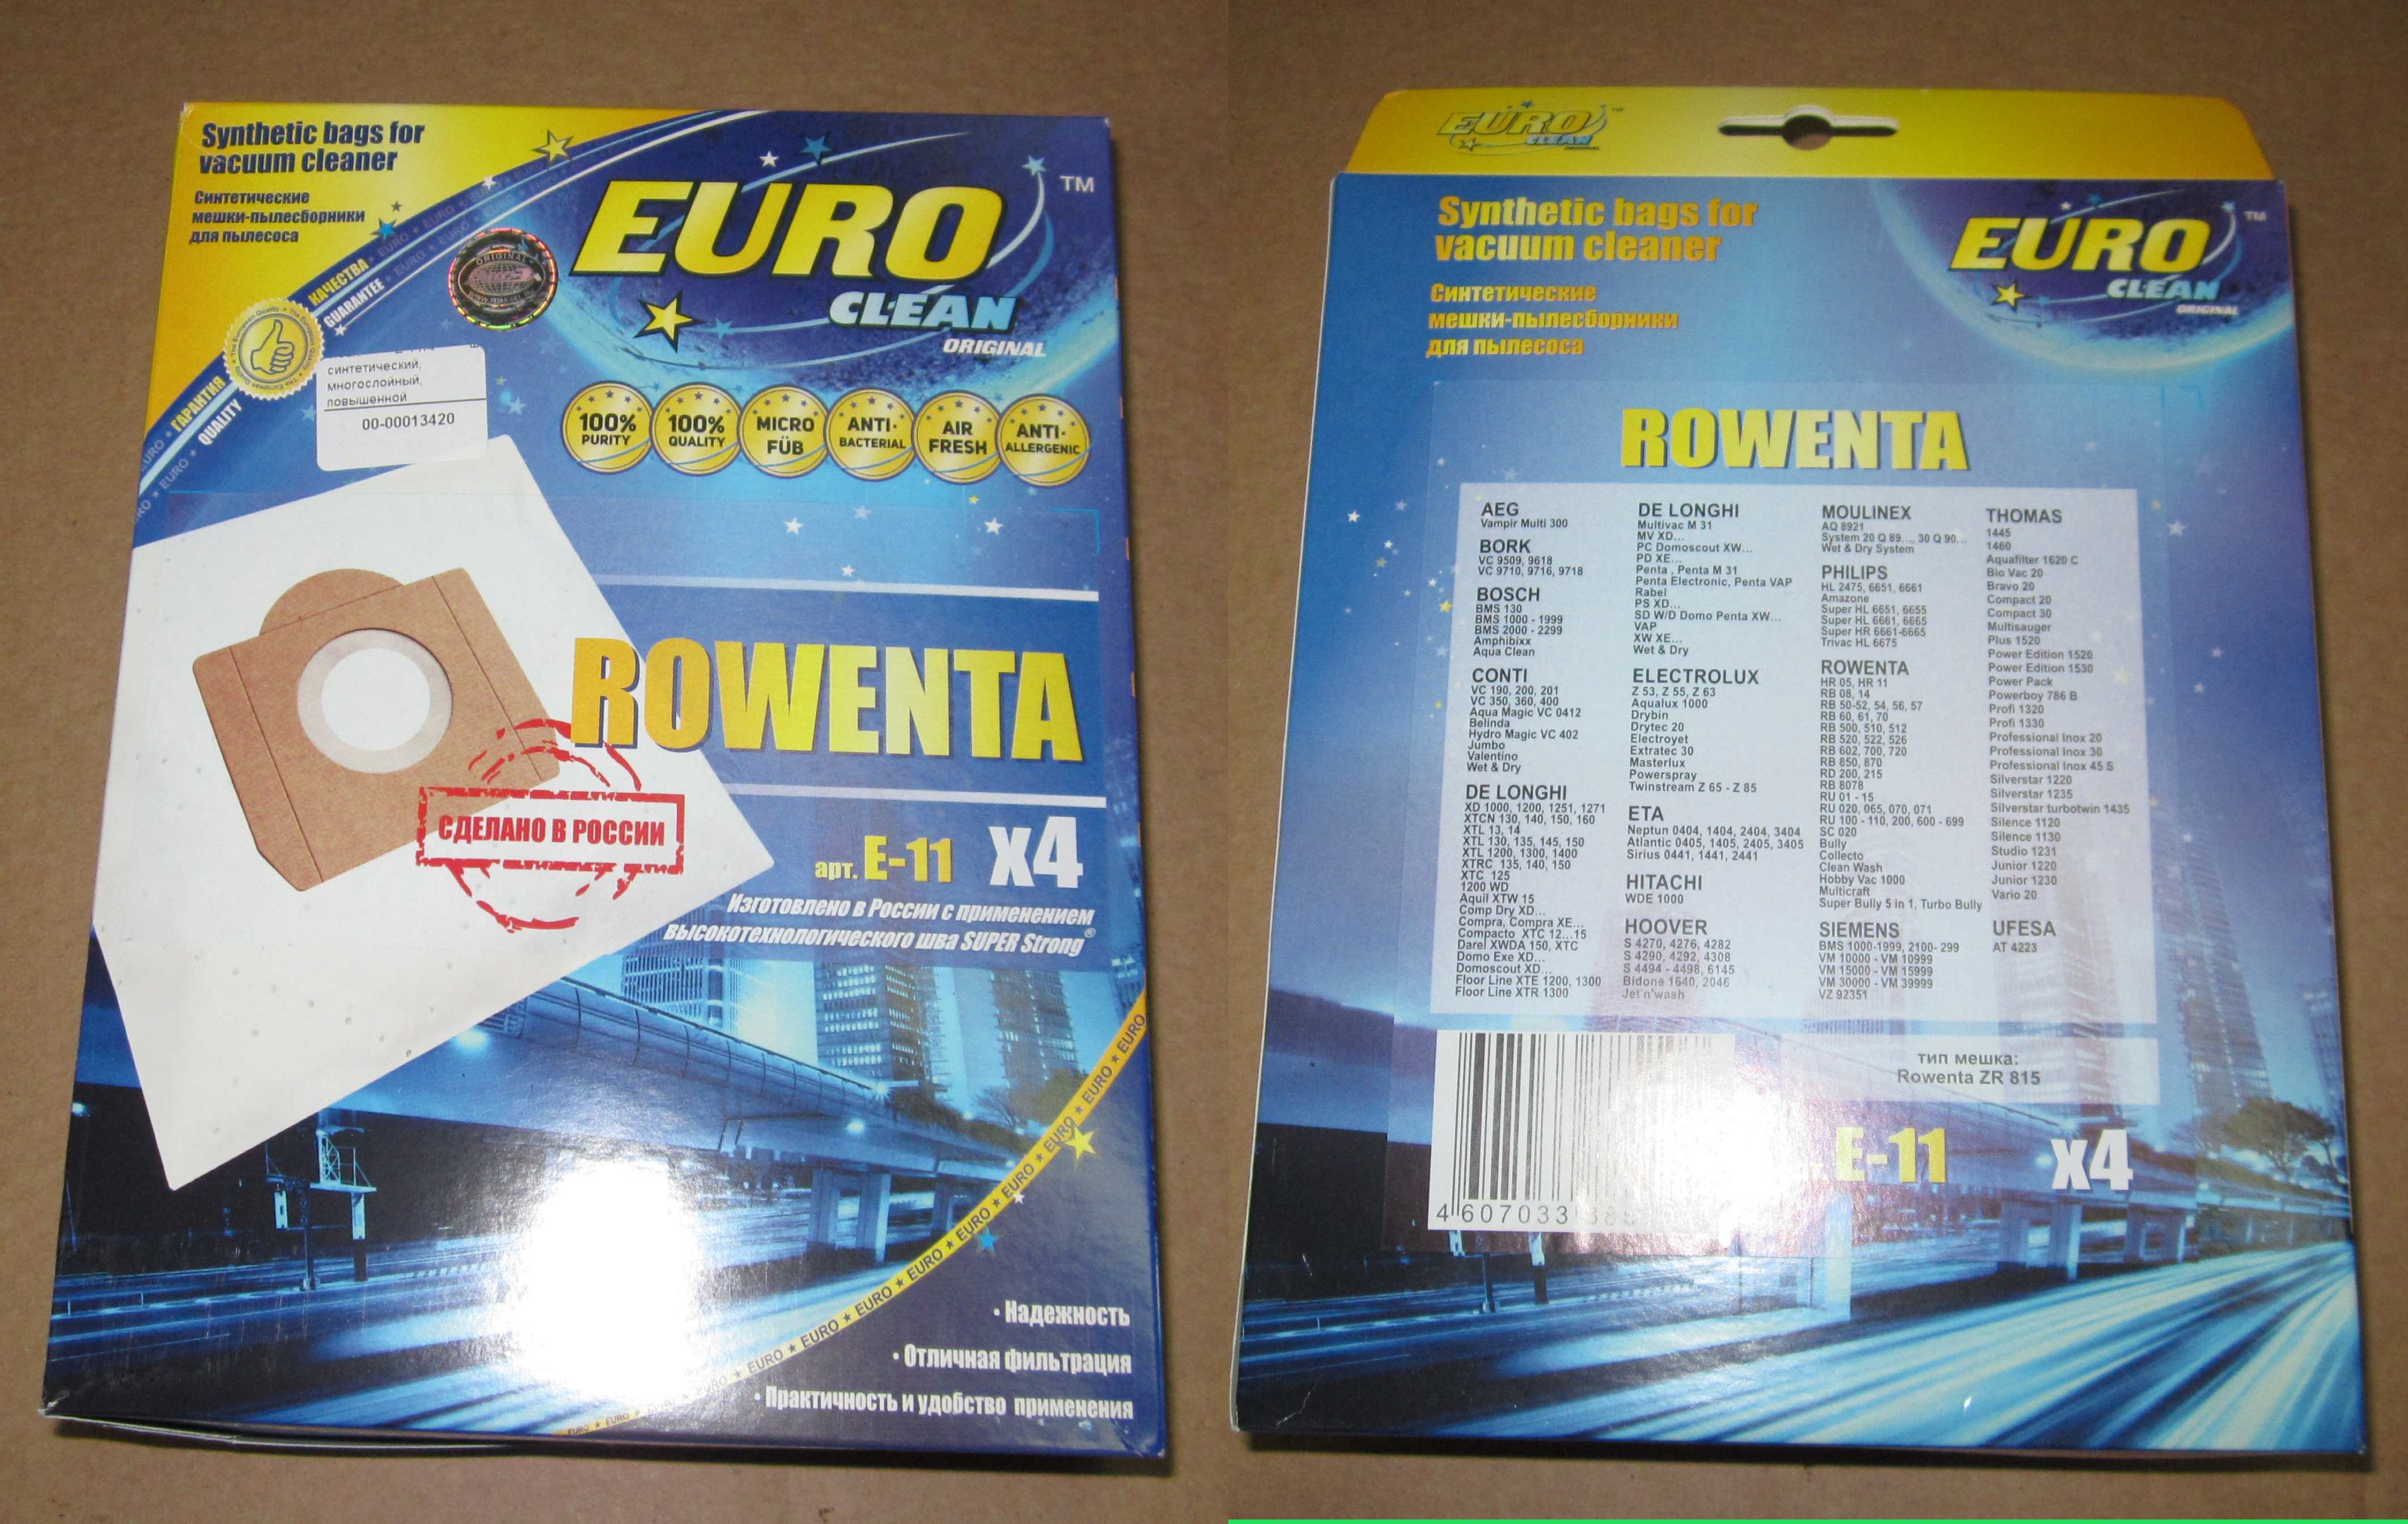 Synthetic bags for
vacuum cleaner
Синтетические
мешки-пылесборники
для пылесоса
ГАРАНТИЯ КАЧЕСТВА
QUALITY GUARANTEE
ORIGINAL
EURO
CLEAN
ORIGINAL
TM
синтетический,
многослойный,
повышенной
00-00013420
100%
PURITY
100%
QUALITY
MICRO
FÜB
ANTI-
BACTERIAL
AIR
FRESH
ANTI-
ALLERGENIC
ROWENTA
СДЕЛАНО В РОССИИ
арт. E-11 x4
Изготовлено в России с применением
высокотехнологического шва SUPER Strong®
EURO ★ EURO ★ EURO ★ EURO ★ EURO ★ EURO ★ EURO ★ EURO ★ EURO
• Надежность
• Отличная фильтрация
• Практичность и удобство применения
EURO
CLEAN
ORIGINAL
TM
Synthetic bags for
vacuum cleaner
Синтетические
мешки-пылесборники
для пылесоса
EURO
CLEAN
ORIGINAL
TM
ROWENTA
AEG
Vampir Multi 300
BORK
VC 9509, 9618
VC 9710, 9716, 9718
BOSCH
BMS 130
BMS 1000 - 1999
BMS 2000 - 2299
Amphibixx
Aqua Clean
CONTI
VC 190, 200, 201
VC 350, 360, 400
Aqua Magic VC 0412
Belinda
Hydro Magic VC 402
Jumbo
Valentino
Wet & Dry
DE LONGHI
XD 1000, 1200, 1251, 1271
XTCN 130, 140, 150, 160
XTL 13, 14
XTL 130, 135, 145, 150
XTL 1200, 1300, 1400
XTRC 135, 140, 150
XTC 125
1200 WD
Aquil XTW 15
Comp Dry XD...
Compra, Compra XE...
Compacto XTC 12...15
Darel XWDA 150, XTC
Domo Exe XD...
Domoscout XD...
Floor Line XTE 1200, 1300
Floor Line XTR 1300
DE LONGHI
Multivac M 31
MV XD...
PC Domoscout XW...
PD XE...
Penta , Penta M 31
Penta Electronic, Penta VAP
Rabel
PS XD...
SD W/D Domo Penta XW...
VAP
XW XE...
Wet & Dry
ELECTROLUX
Z 53, Z 55, Z 63
Aqualux 1000
Drybin
Drytec 20
Electroyet
Extratec 30
Masterlux
Powerspray
Twinstream Z 65 - Z 85
ETA
Neptun 0404, 1404, 2404, 3404
Atlantic 0405, 1405, 2405, 3405
Sirius 0441, 1441, 2441
HITACHI
WDE 1000
HOOVER
S 4270, 4276, 4282
S 4290, 4292, 4308
S 4494 - 4498, 6145
Bidone 1640, 2046
Jet'n'wash
MOULINEX
AQ 8921
System 20 Q 89..., 30 Q 90...
Wet & Dry System
PHILIPS
HL 2475, 6651, 6661
Amazone
Super HL 6651, 6655
Super HL 6661, 6665
Super HR 6661-6665
Trivac HL 6675
ROWENTA
HR 05, HR 11
RB 08, 14
RB 50-52, 54, 56, 57
RB 60, 61, 70
RB 500, 510, 512
RB 520, 522, 526
RB 602, 700, 720
RB 850, 870
RD 200, 215
RB 8078
RU 01 - 15
RU 020, 065, 070, 071
RU 100 - 110, 200, 600 - 699
SC 020
Bully
Collecto
Clean Wash
Hobby Vac 1000
Multicraft
Super Bully 5 in 1, Turbo Bully
SIEMENS
BMS 1000-1999, 2100- 299
VM 10000 - VM 10999
VM 15000 - VM 15999
VM 30000 - VM 39999
VZ 92351
THOMAS
1445
1460
Aquafilter 1620 C
Bio Vac 20
Bravo 20
Compact 20
Compact 30
Multisauger
Plus 1520
Power Edition 1520
Power Edition 1530
Power Pack
Powerboy 786 B
Profi 1320
Profi 1330
Professional Inox 20
Professional Inox 30
Professional Inox 45 S
Silverstar 1220
Silverstar 1235
Silverstar turbotwin 1435
Silence 1120
Silence 1130
Studio 1231
Junior 1220
Junior 1230
Vario 20
UFESA
AT 4223
тип мешка:
Rowenta ZR 815
4 607033
E-11 x4